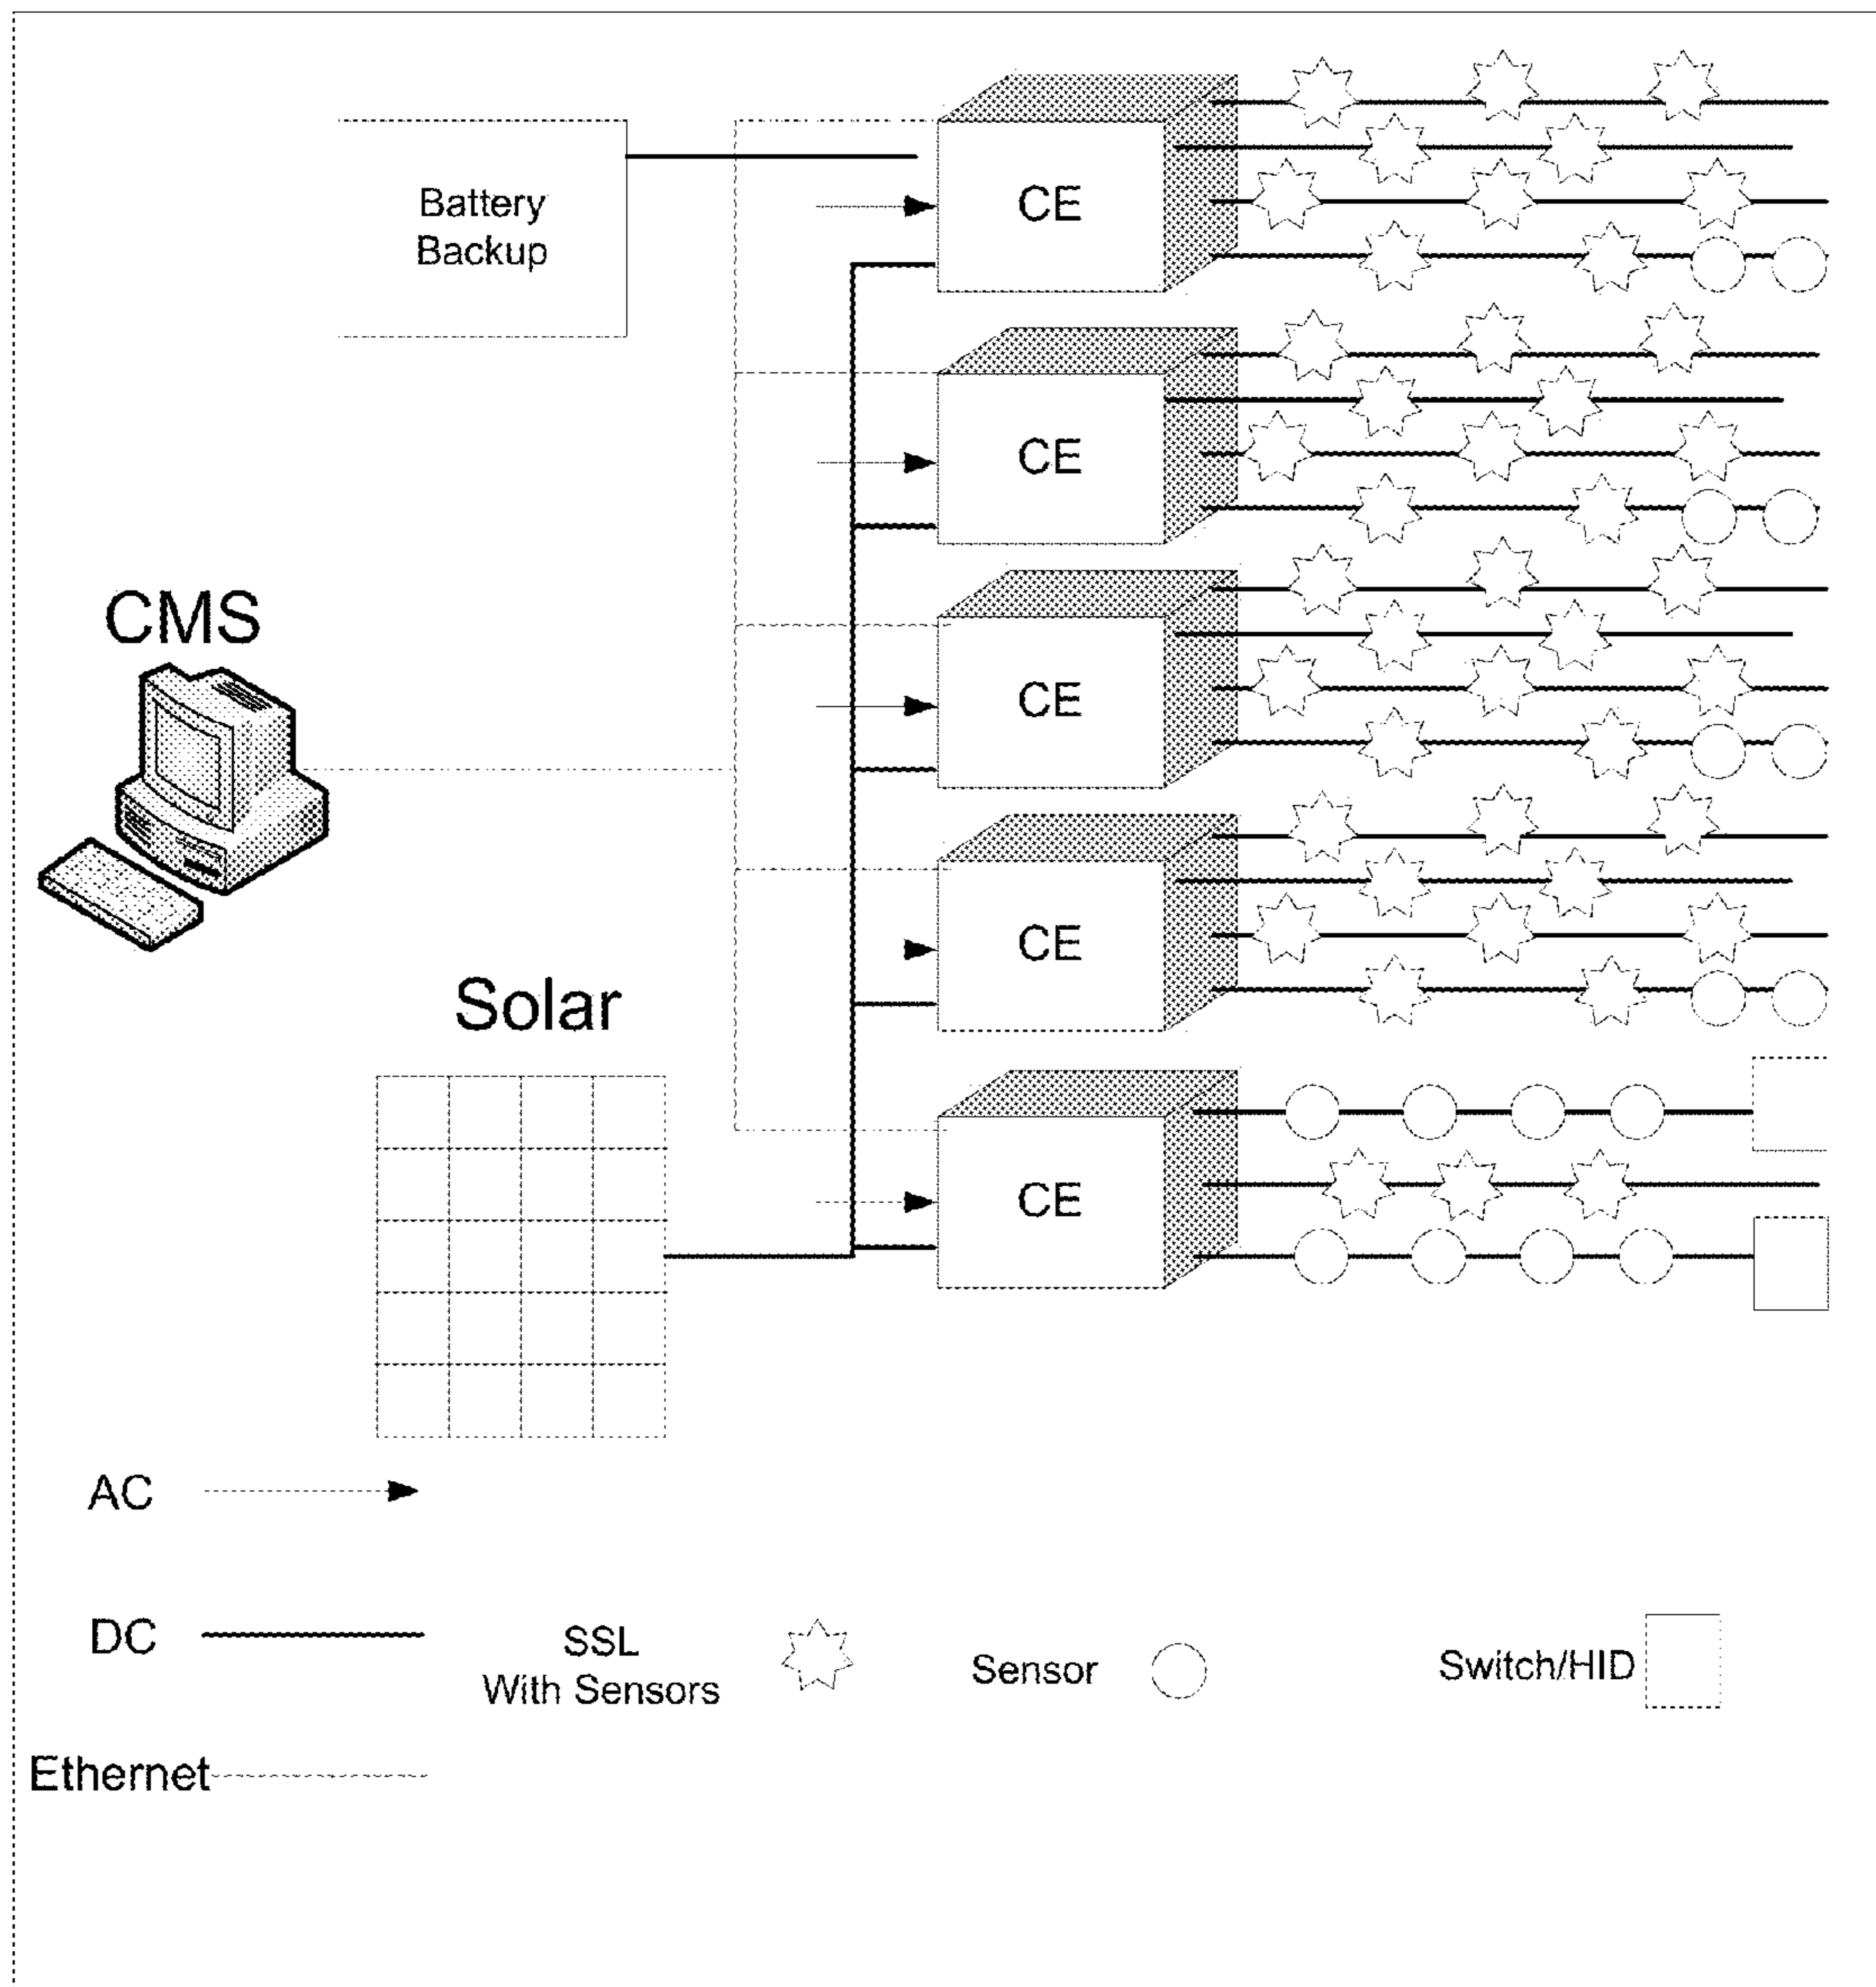 Battery
Backup
CE
CE
CMS
CE
CE
Solar
CE
AC
DC
SSL
With Sensors
Sensor
Switch/HID
Ethernet